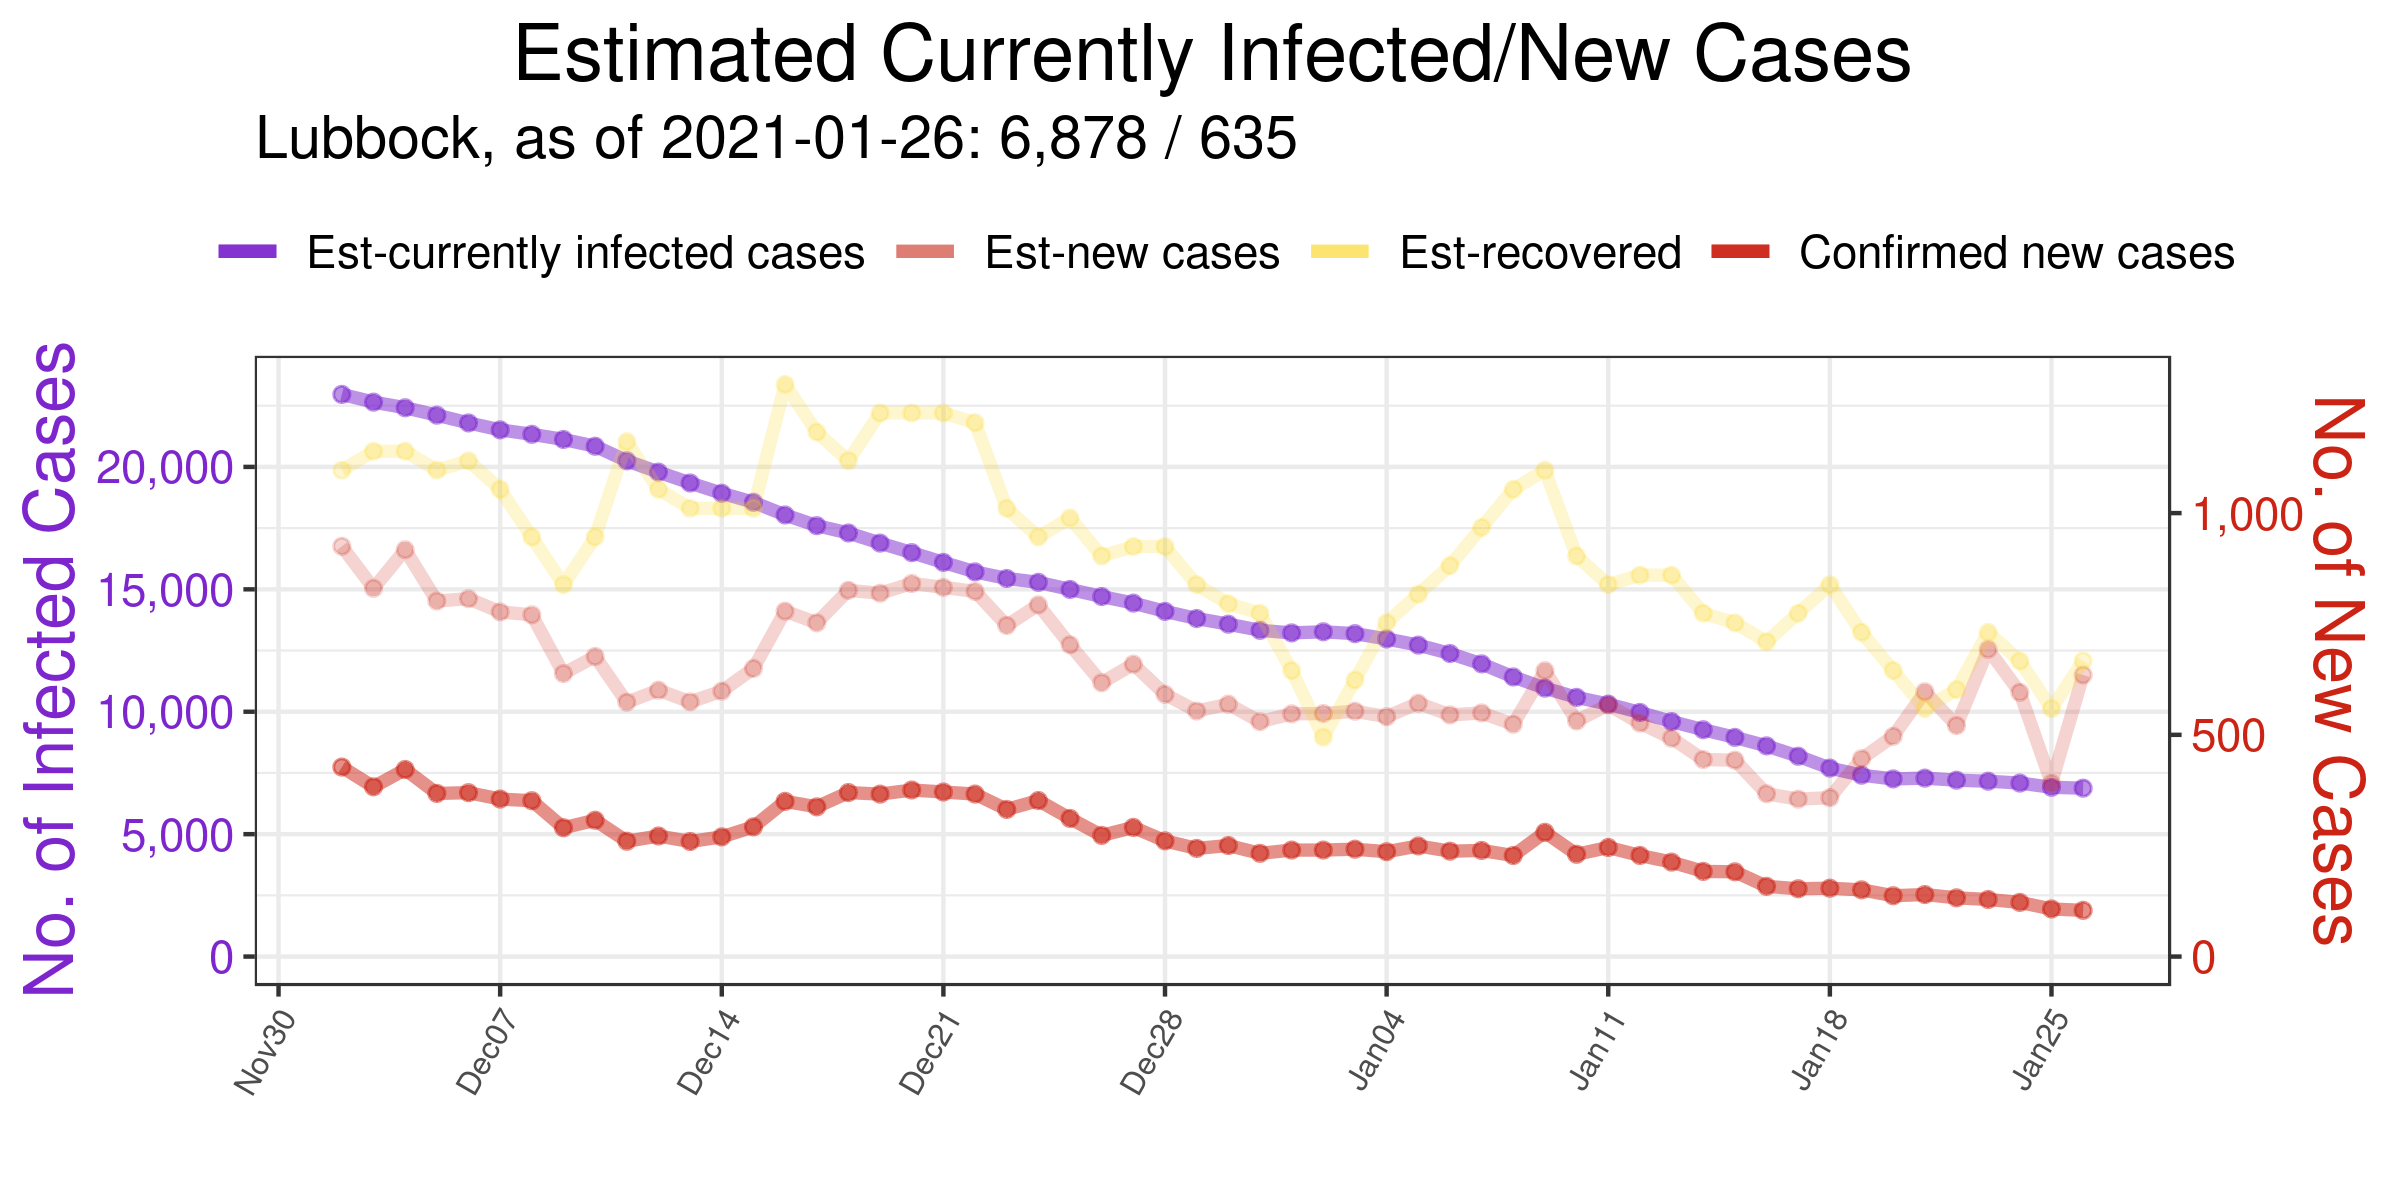 Estimated Currently Infected/New Cases
Lubbock, as of 2021-01-26: 6,878 / 635
Est-currently infected cases Est-new cases Est-recovered Confirmed new cases
No. of Infected Cases
20,000
15,000
10,000
5,000
0
No. of New Cases
1,000
500
0
Nov30 Dec07 Dec14 Dec21 Dec28 Jan04 Jan11 Jan18 Jan25